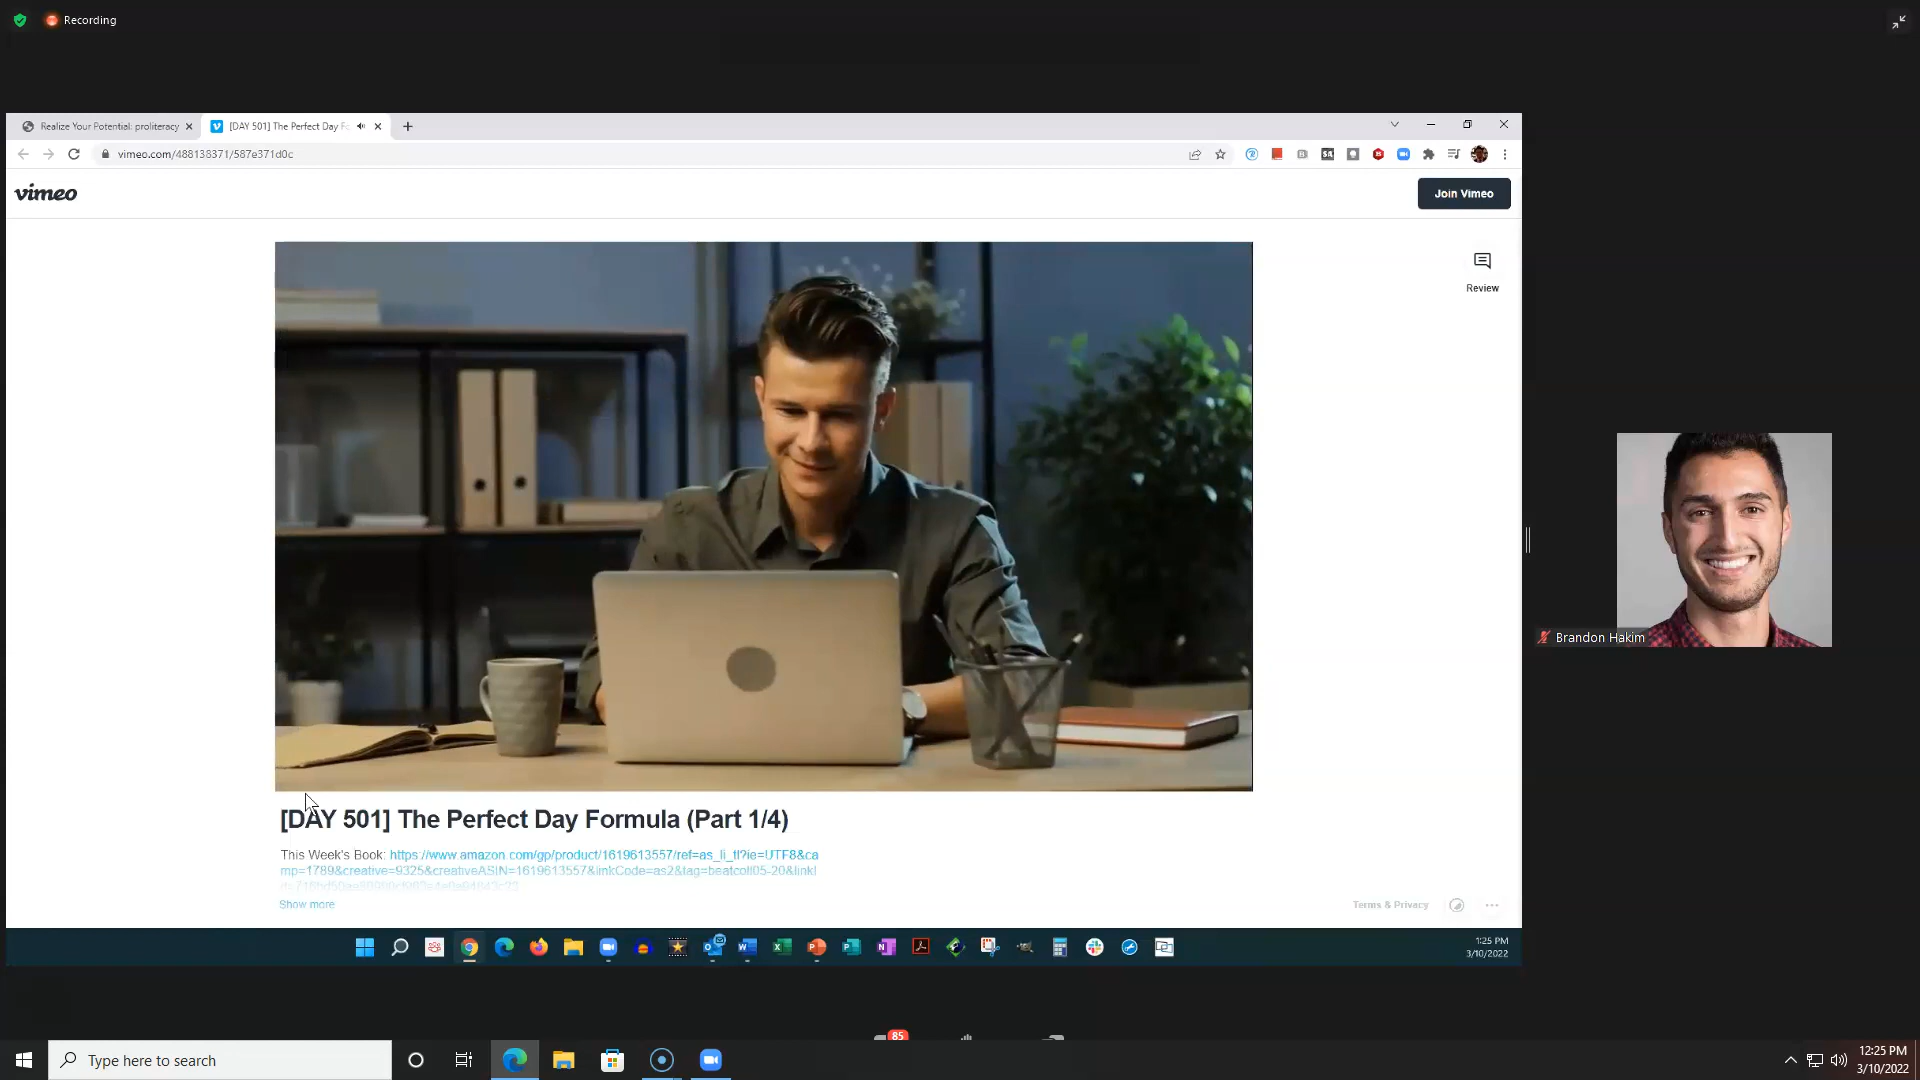 Recording
Realize Your Potential: proliteracy
[DAY 501] The Perfect Day Fo
vimeo.com/488138371/587e371d0c
vimeo
Join Vimeo
Review
Brandon Hakim
[DAY 501] The Perfect Day Formula (Part 1/4)
This Week's Book: https://www.amazon.com/gp/product/1619613557/ref=as_li_tl?ie=UTF8&ca
mp=1789&creative=9325&creativeASIN=1619613557&linkCode=as2&tag=beatcoll05-20&linkI
Show more
Terms & Privacy
1:25 PM
3/10/2022
85
Type here to search
12:25 PM
3/10/2022